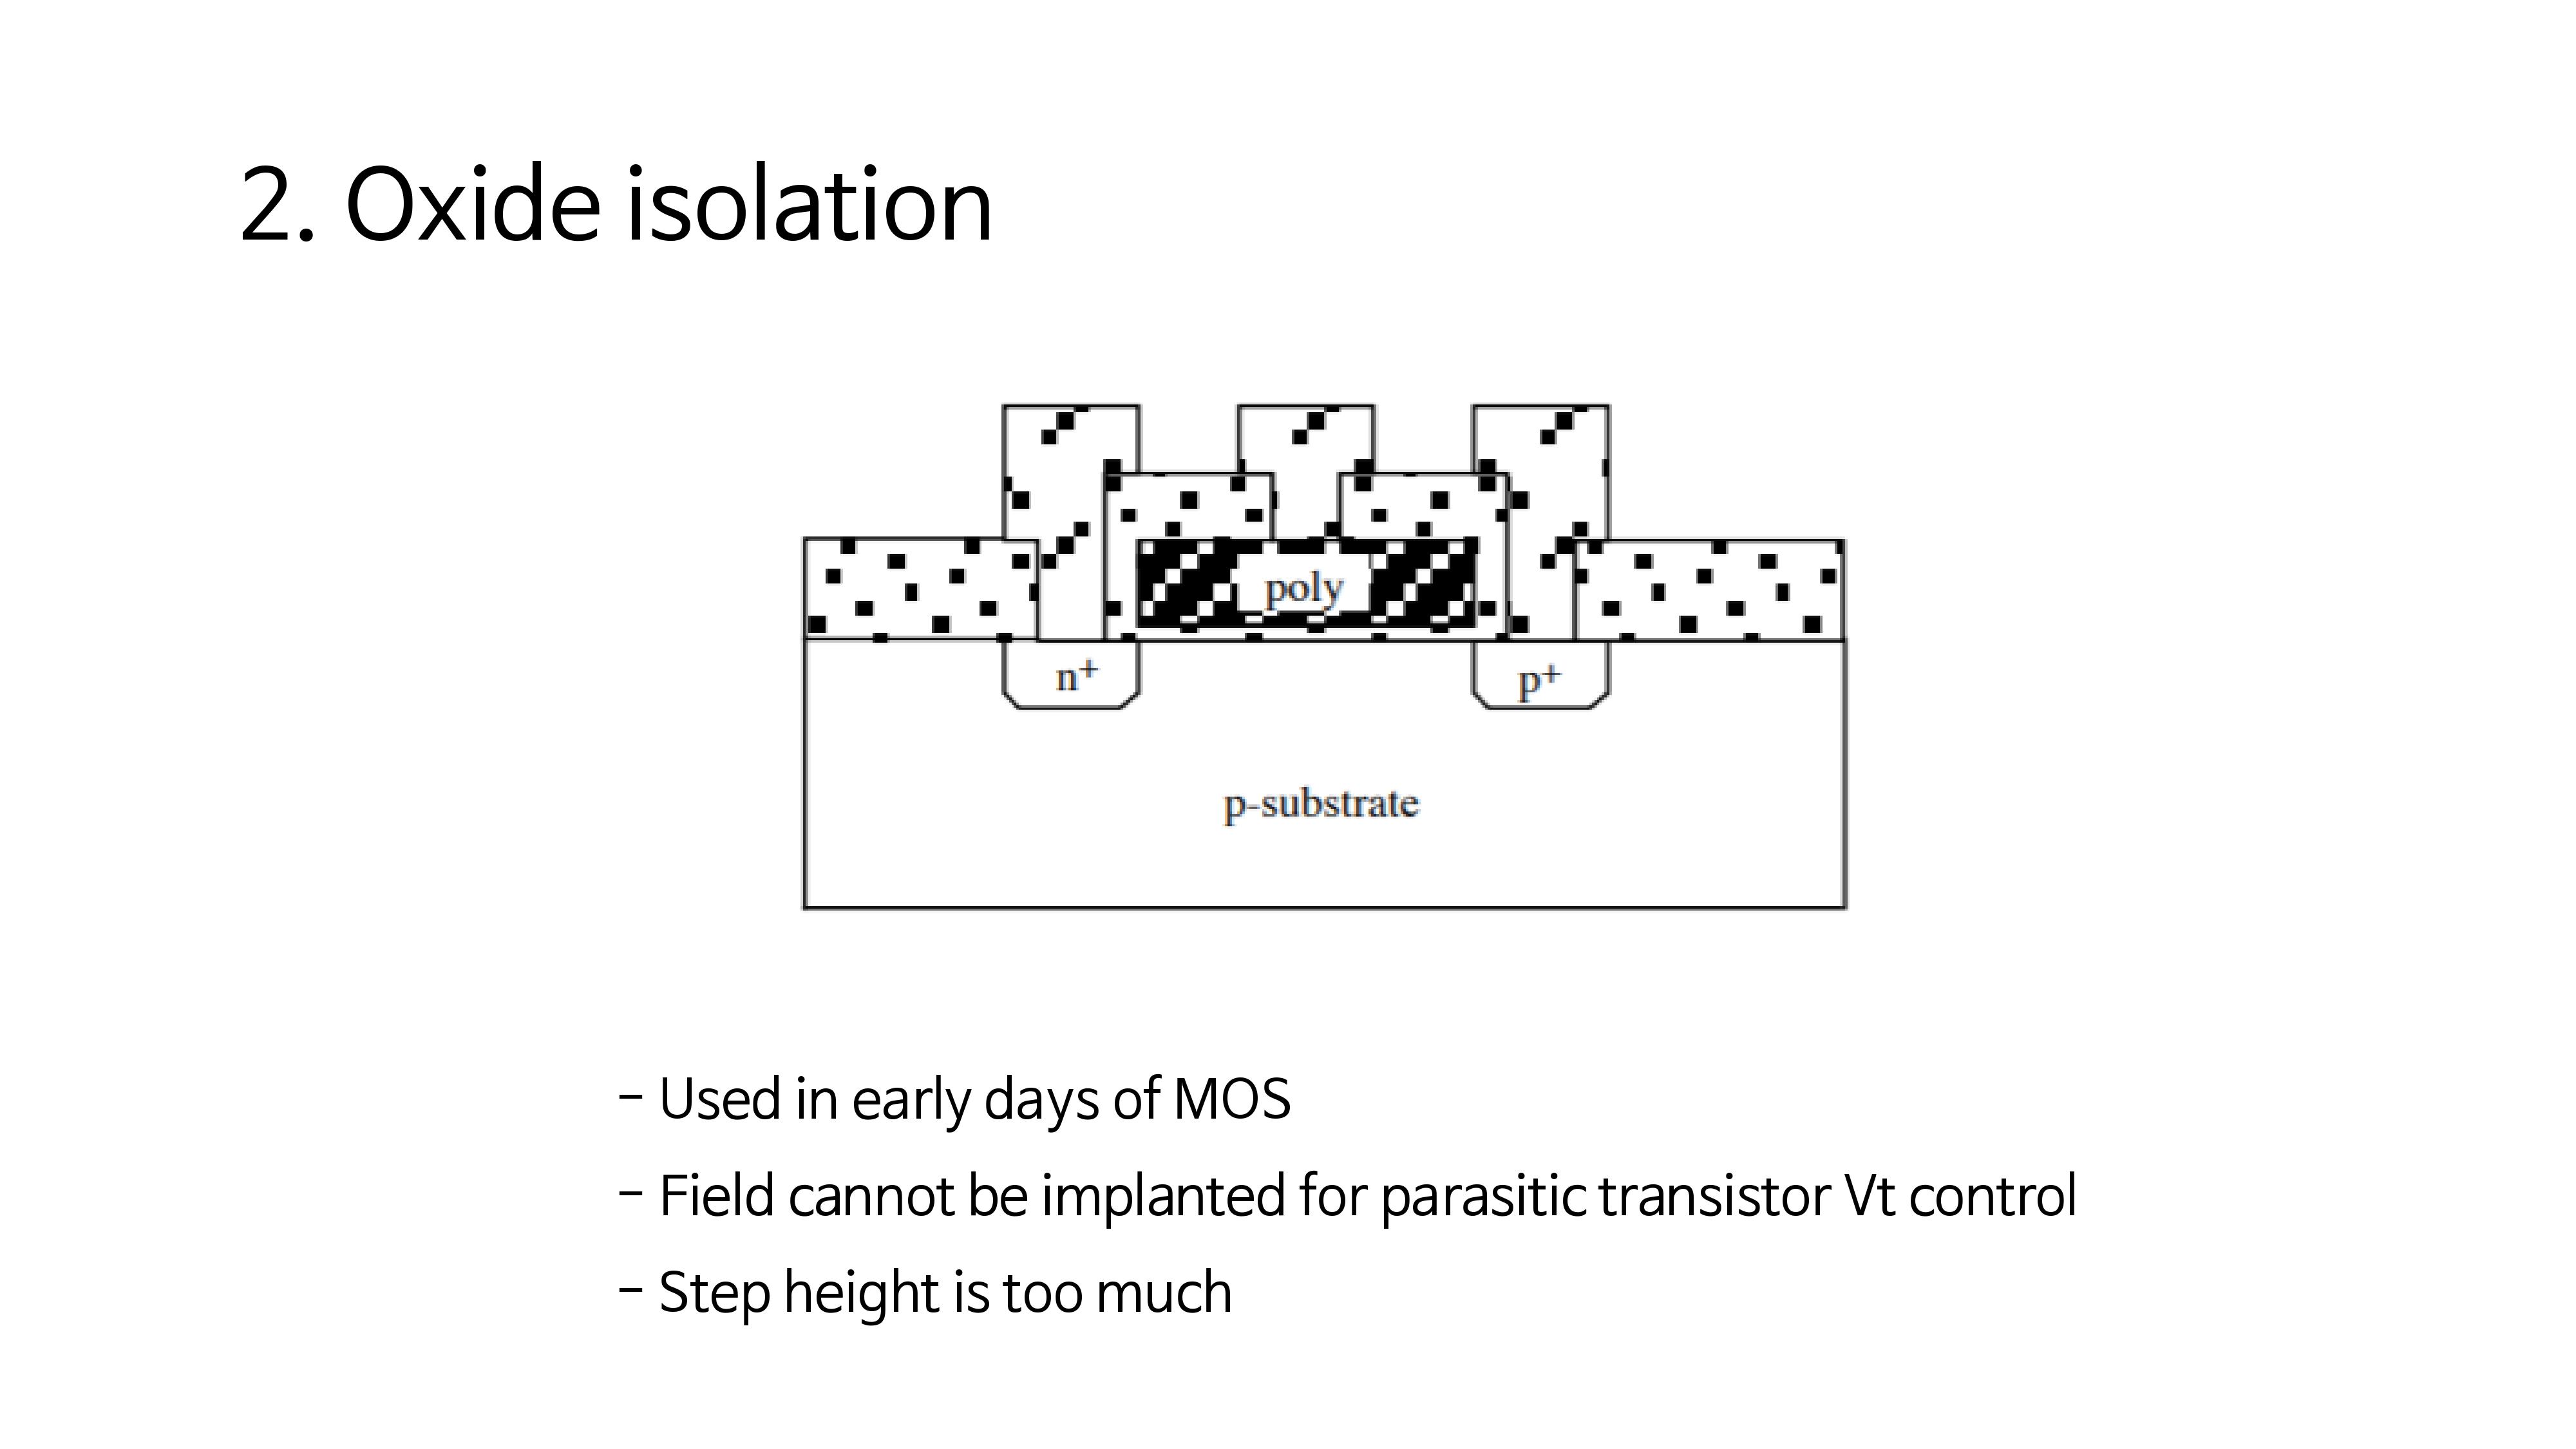 2. Oxide isolation
poly
n+
p+
p-substrate
- Used in early days of MOS
- Field cannot be implanted for parasitic transistor Vt control
- Step height is too much